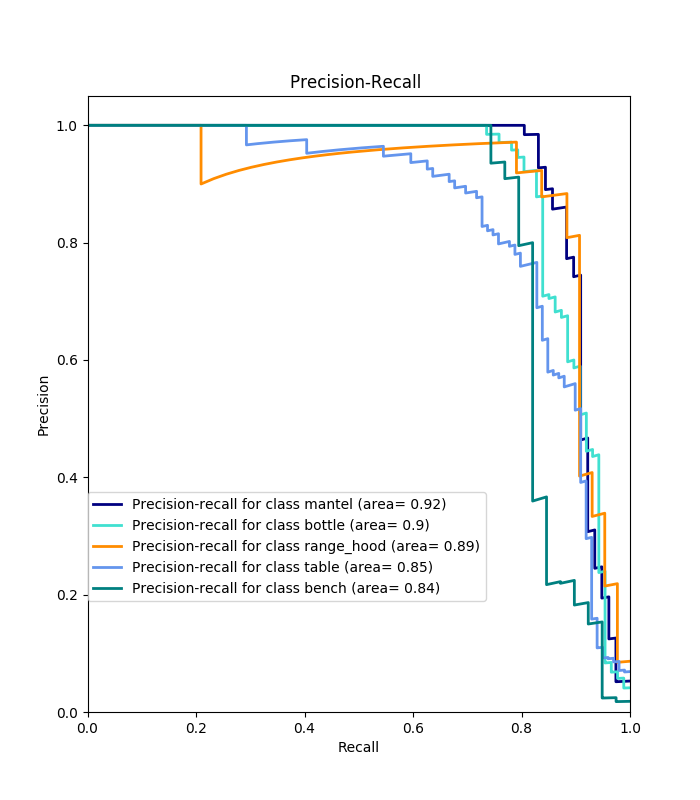 Precision-Recall
1.0
0.8
0.6
0.4
0.2
0.0
Precision
Precision-recall for class mantel (area= 0.92)
Precision-recall for class bottle (area= 0.9)
Precision-recall for class range_hood (area= 0.89)
Precision-recall for class table (area= 0.85)
Precision-recall for class bench (area= 0.84)
0.0 0.2 0.4 0.6 0.8 1.0
Recall